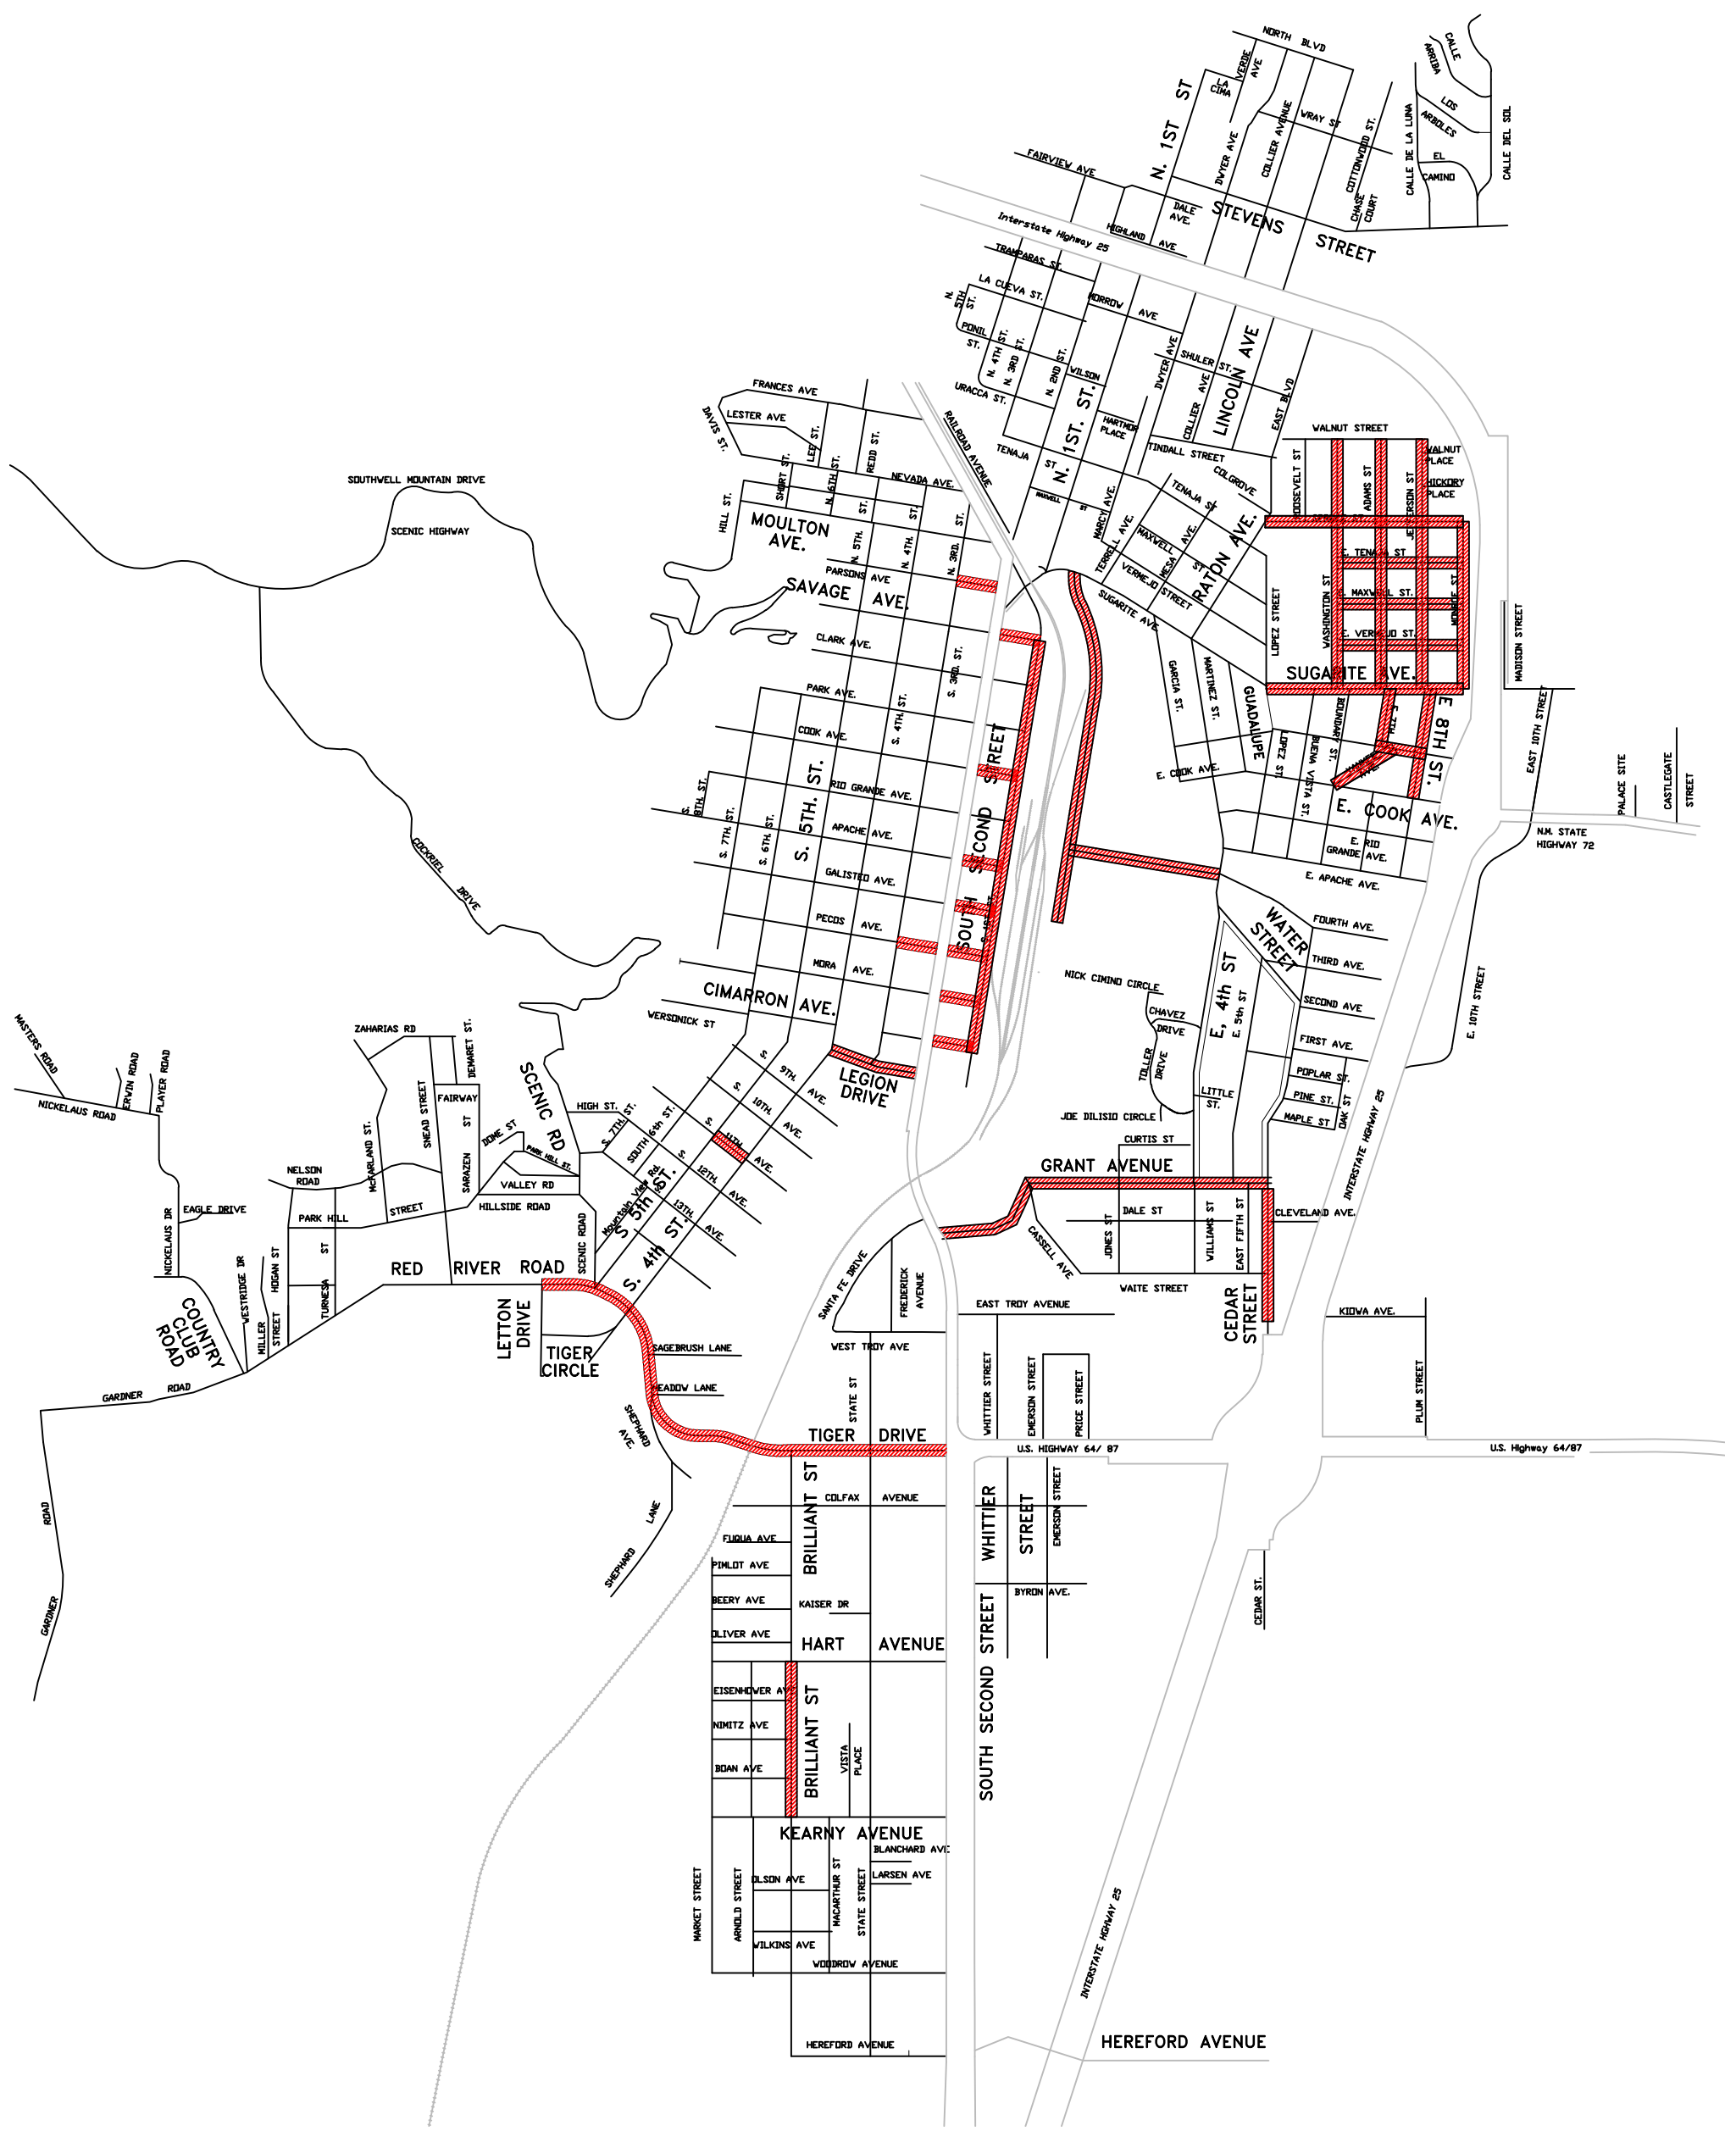 NORTH BLVD
VERDE
AVE
LA
CIMA
N. 1ST ST
DWYER AVE
COLLIER AVENUE
WRAY ST
COTTONWOOD ST.
CHASE
COURT
CALLE
ARRIBA
LOS
ARBOLES
EL
CAMINO
CALLE DE LA LUNA
CALLE DEL SOL
FAIRVIEW AVE
DALE
AVE.
STEVENS STREET
HIGHLAND AVE
Interstate Highway 25
TRAMPARAS ST.
LA CUEVA ST.
N.
5TH
ST.
PONIL
ST.
N. 4TH ST.
N. 3RD ST.
N. 2ND ST.
URACCA ST.
MORROW AVE
WILSON
N. 1ST. ST.
DWYER AVE
SHULER ST.
COLLIER AVE
LINCOLN AVE
EAST BLVD
HARTMOR
PLACE
TINDALL STREET
TENAJA ST
MAXWELL ST
COLGROVE
RAILROAD AVENUE
FRANCES AVE
LESTER AVE
DAVIS ST.
LEE ST.
REDD ST.
SHORT ST.
N. 6TH ST.
NEVADA AVE.
HILL ST.
MOULTON
AVE.
N. 5TH. ST.
N. 4TH. ST.
N. 3RD. ST.
PARSONS AVE
SAVAGE AVE.
CLARK AVE.
PARK AVE.
COOK AVE.
RIO GRANDE AVE.
APACHE AVE.
GALISTEO AVE.
PECOS AVE.
MORA AVE.
CIMARRON AVE.
WERSONICK ST
S. 3RD. ST.
S. 4TH. ST.
S. 5TH. ST.
S. 6TH. ST.
S. 7TH. ST.
S.
8TH. ST.
SOUTH SECOND STREET
S. 1ST ST.
LEGION
DRIVE
MARCY AVE.
TERRELL AVE.
MAXWELL ST
MESA AVE.
TENAJA ST
VERMEJO STREET
SUGARITE AVE.
RATON AVE.
LOPEZ STREET
WALNUT STREET
ROOSEVELT ST
ADAMS ST
JEFFERSON ST
WALNUT
PLACE
HICKORY
PLACE
E. TENAJA ST
E. MAXWELL ST.
E. VERMEJO ST.
WASHINGTON ST
MONROE ST.
SUGARITE AVE.
GARCIA ST.
MARTINEZ ST.
GUADALUPE
LOPEZ ST.
BUENA VISTA ST.
BOUNDARY ST.
E. 7TH
E 8TH ST.
E. COOK AVE.
E. COOK AVE.
E. RIO
GRANDE AVE.
E. APACHE AVE.
MADISON STREET
EAST 10TH STREET
PALACE SITE
CASTLEGATE
STREET
N.M. STATE
HIGHWAY 72
E. 10TH STREET
WATER
STREET
FOURTH AVE.
THIRD AVE.
SECOND AVE
FIRST AVE.
POPLAR ST.
PINE ST.
MAPLE ST
OAK ST
E, 4th ST
E. 5th ST
NICK CIMINO CIRCLE
CHAVEZ
DRIVE
TOLLER
DRIVE
LITTLE
ST.
JOE DILISIO CIRCLE
CURTIS ST
GRANT AVENUE
INTERSTATE HIGHWAY 25
DALE ST
CLEVELAND AVE.
CASSELL AVE
JONES ST
WILLIAMS ST
EAST FIFTH ST
WAITE STREET
CEDAR
STREET
KIOWA AVE.
PLUM STREET
SOUTHWELL MOUNTAIN DRIVE
SCENIC HIGHWAY
COCKRIEL DRIVE
MASTERS ROAD
NICKELAUS ROAD
ERWIN ROAD
PLAYER ROAD
ZAHARIAS RD
DEMARET ST.
SNEAD STREET
FAIRWAY
SARAZEN ST
McFARLAND ST.
NELSON
ROAD
PARK HILL STREET
DOME ST
PARK HILL ST.
VALLEY RD
HILLSIDE ROAD
SCENIC RD
HIGH ST.
S. 7TH. ST.
SOUTH 6th ST.
S 9TH. AVE.
S 10TH. AVE.
S 11TH. AVE.
S 12TH. AVE.
13TH. AVE.
Mountain View Rd.
S. 5th ST.
S. 4th ST.
SCENIC ROAD
EAGLE DRIVE
NICKELAUS DR
COUNTRY
CLUB
ROAD
WESTRIDGE DR
MILLER
STREET
HOGAN ST
TURNESA ST
RED RIVER ROAD
LETTON
DRIVE
TIGER
CIRCLE
SAGEBRUSH LANE
MEADOW LANE
SHEPHARD
AVE.
SHEPHARD LANE
GARDNER ROAD
GARDNER ROAD
SANTA FE DRIVE
FREDERICK
AVENUE
WEST TROY AVE
EAST TROY AVENUE
STATE ST
WHITTIER STREET
EMERSON STREET
PRICE STREET
TIGER DRIVE
U.S. HIGHWAY 64/ 87
U.S. Highway 64/87
BRILLIANT ST
COLFAX AVENUE
WHITTIER
STREET
EMERSON STREET
FUQUA AVE
PIMLOT AVE
BEERY AVE
KAISER DR
OLIVER AVE
HART AVENUE
BYRON AVE.
CEDAR ST.
EISENHOWER AVE
NIMITZ AVE
BOAN AVE
BRILLIANT ST
VISTA
PLACE
SOUTH SECOND STREET
KEARNY AVENUE
BLANCHARD AVE
LARSEN AVE
OLSON AVE
MARKET STREET
ARNOLD STREET
MACARTHUR ST
STATE STREET
WILKINS AVE
WOODROW AVENUE
INTERSTATE HIGHWAY 25
HEREFORD AVENUE
HEREFORD AVENUE